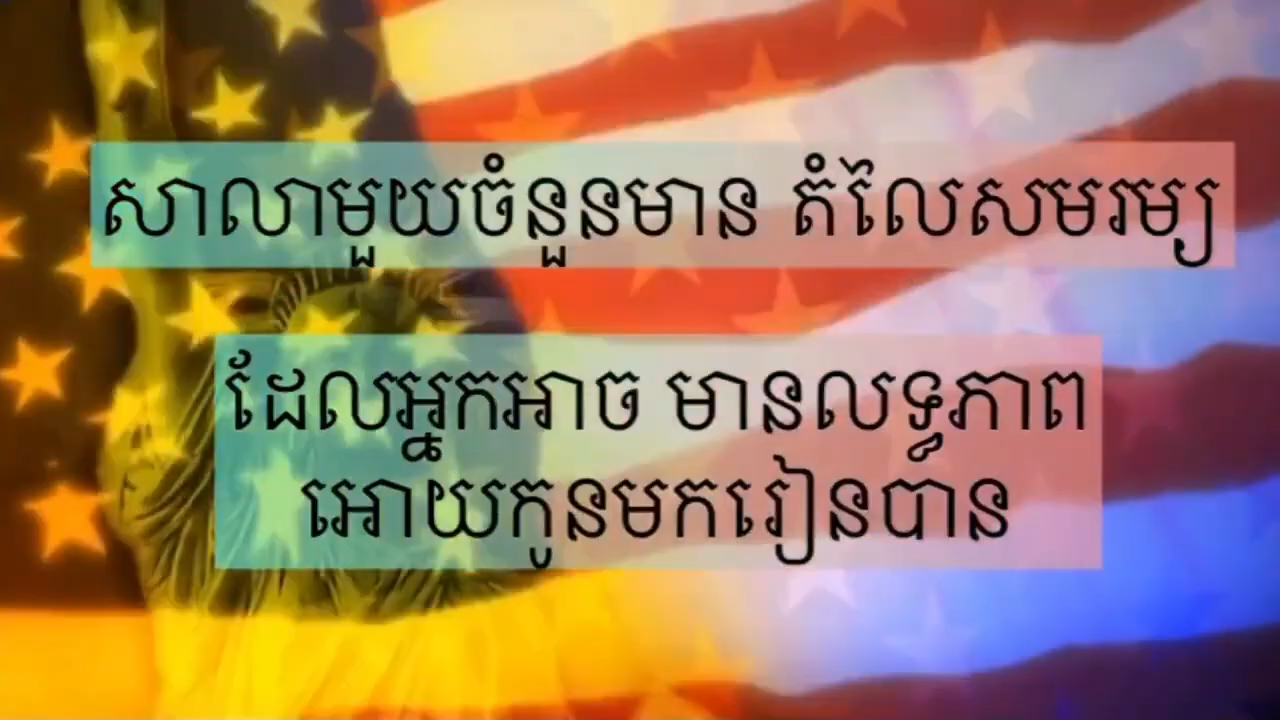 សាលាមួយចំនួនមាន តំលៃសមរម្យ
ដែលអ្នកអាច មានលទ្ធភាព
អោយកូនមករៀនបាន